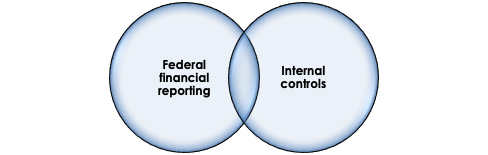 Federal
financial
reporting
Internal
controls